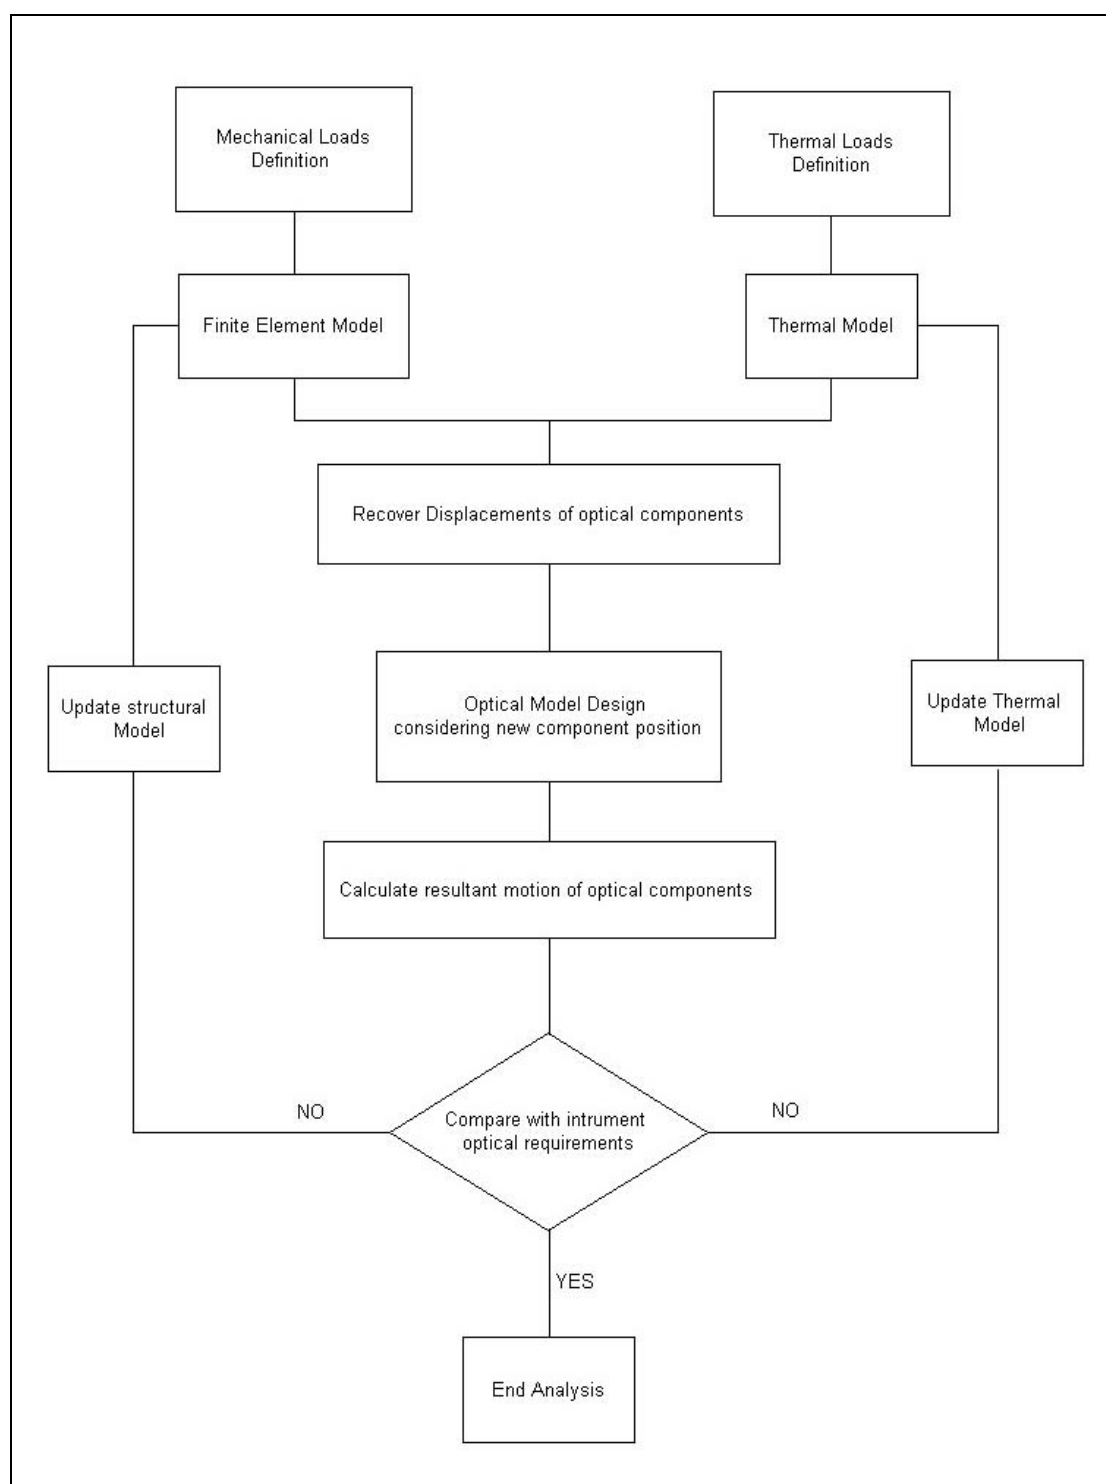 Mechanical Loads
Definition
Thermal Loads
Definition
Finite Element Model
Thermal Model
Recover Displacements of optical components
Update structural
Model
Optical Model Design
considering new component position
Update Thermal
Model
Calculate resultant motion of optical components
NO
Compare with intrument
optical requirements
NO
YES
End Analysis